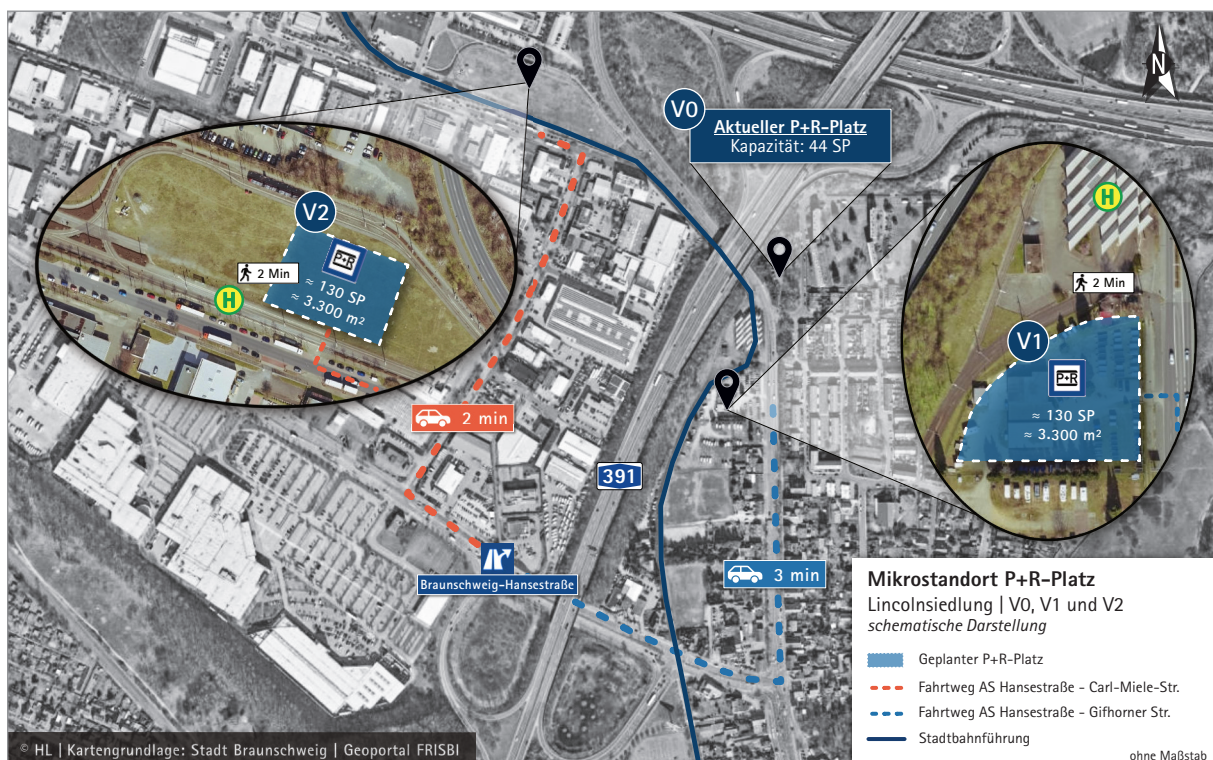 N
V0
Aktueller P+R-Platz
Kapazität: 44 SP
V2
P+R
≈ 130 SP
≈ 3.300 m²
2 Min
H
H
2 Min
V1
P+R
≈ 130 SP
≈ 3.300 m²
2 min
391
Braunschweig-Hansestraße
3 min
Mikrostandort P+R-Platz
Lincolnsiedlung | V0, V1 und V2
schematische Darstellung
Geplanter P+R-Platz
Fahrtweg AS Hansestraße - Carl-Miele-Str.
Fahrtweg AS Hansestraße - Gifhorner Str.
Stadtbahnführung
ohne Maßstab
© HL | Kartengrundlage: Stadt Braunschweig | Geoportal FRISBI